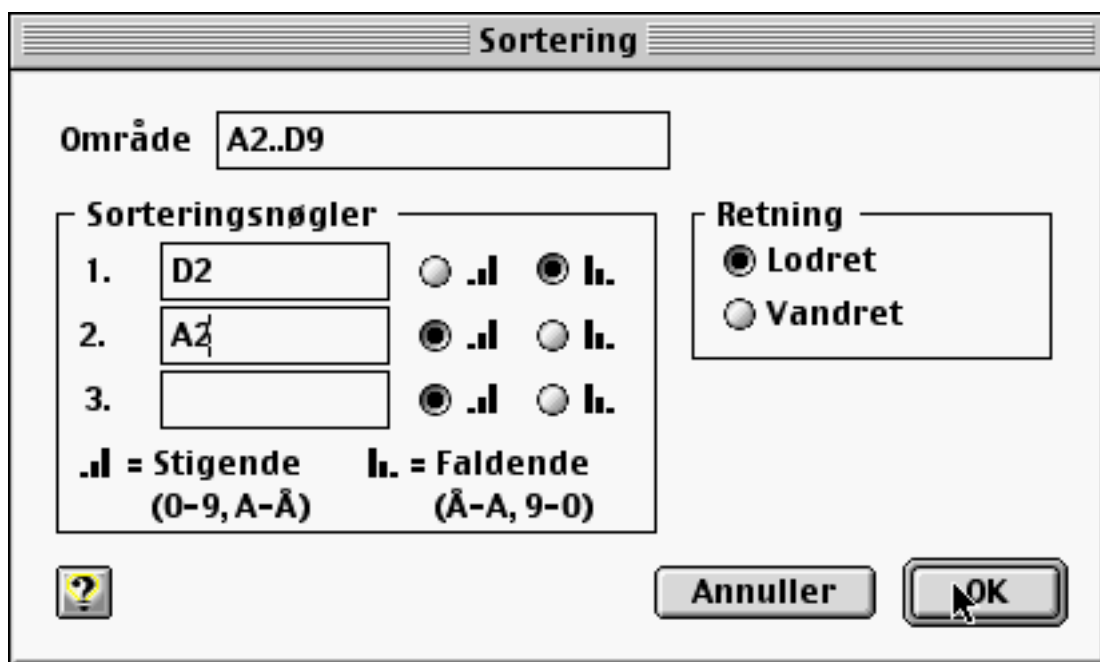 Sortering
Område A2..D9
Sorteringsnøgler
1. D2
2. A2
3.
= Stigende = Faldende
(0-9, A-Å) (Å-A, 9-0)
Retning
Lodret
Vandret
?
Annuller OK